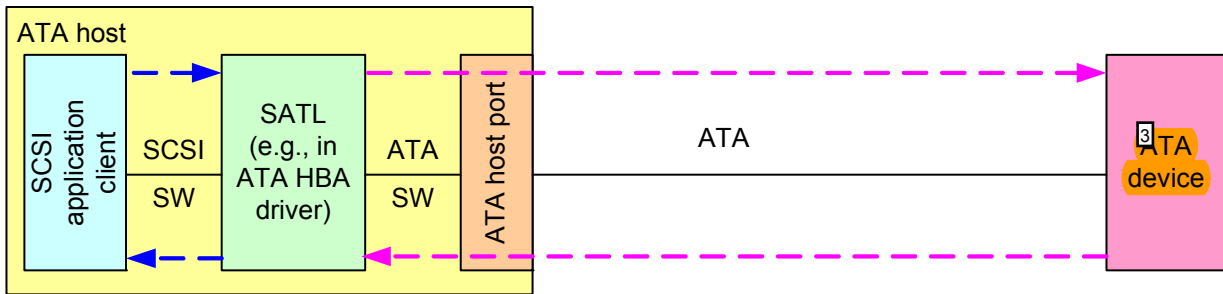 ATA host
SCSI
application
client
SCSI
SW
SATL
(e.g., in
ATA HBA
driver)
ATA
SW
ATA host port
ATA
3
ATA
device